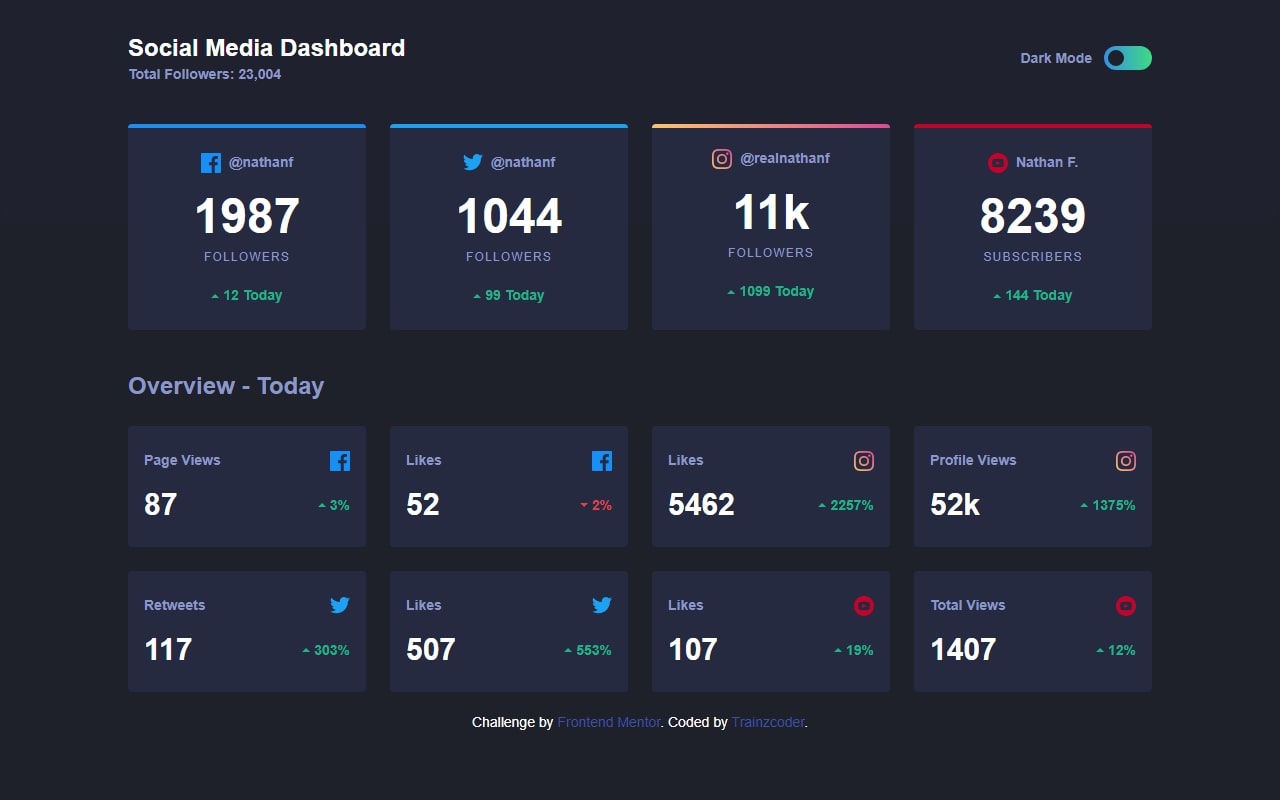 Social Media Dashboard
Total Followers: 23,004
Dark Mode
@nathanf
1987
FOLLOWERS
12 Today
@nathanf
1044
FOLLOWERS
99 Today
@realnathanf
11k
FOLLOWERS
1099 Today
Nathan F.
8239
SUBSCRIBERS
144 Today
Overview - Today
Page Views
87
3%
Likes
52
2%
Likes
5462
2257%
Profile Views
52k
1375%
Retweets
117
303%
Likes
507
553%
Likes
107
19%
Total Views
1407
12%
Challenge by Frontend Mentor. Coded by Trainzcoder.